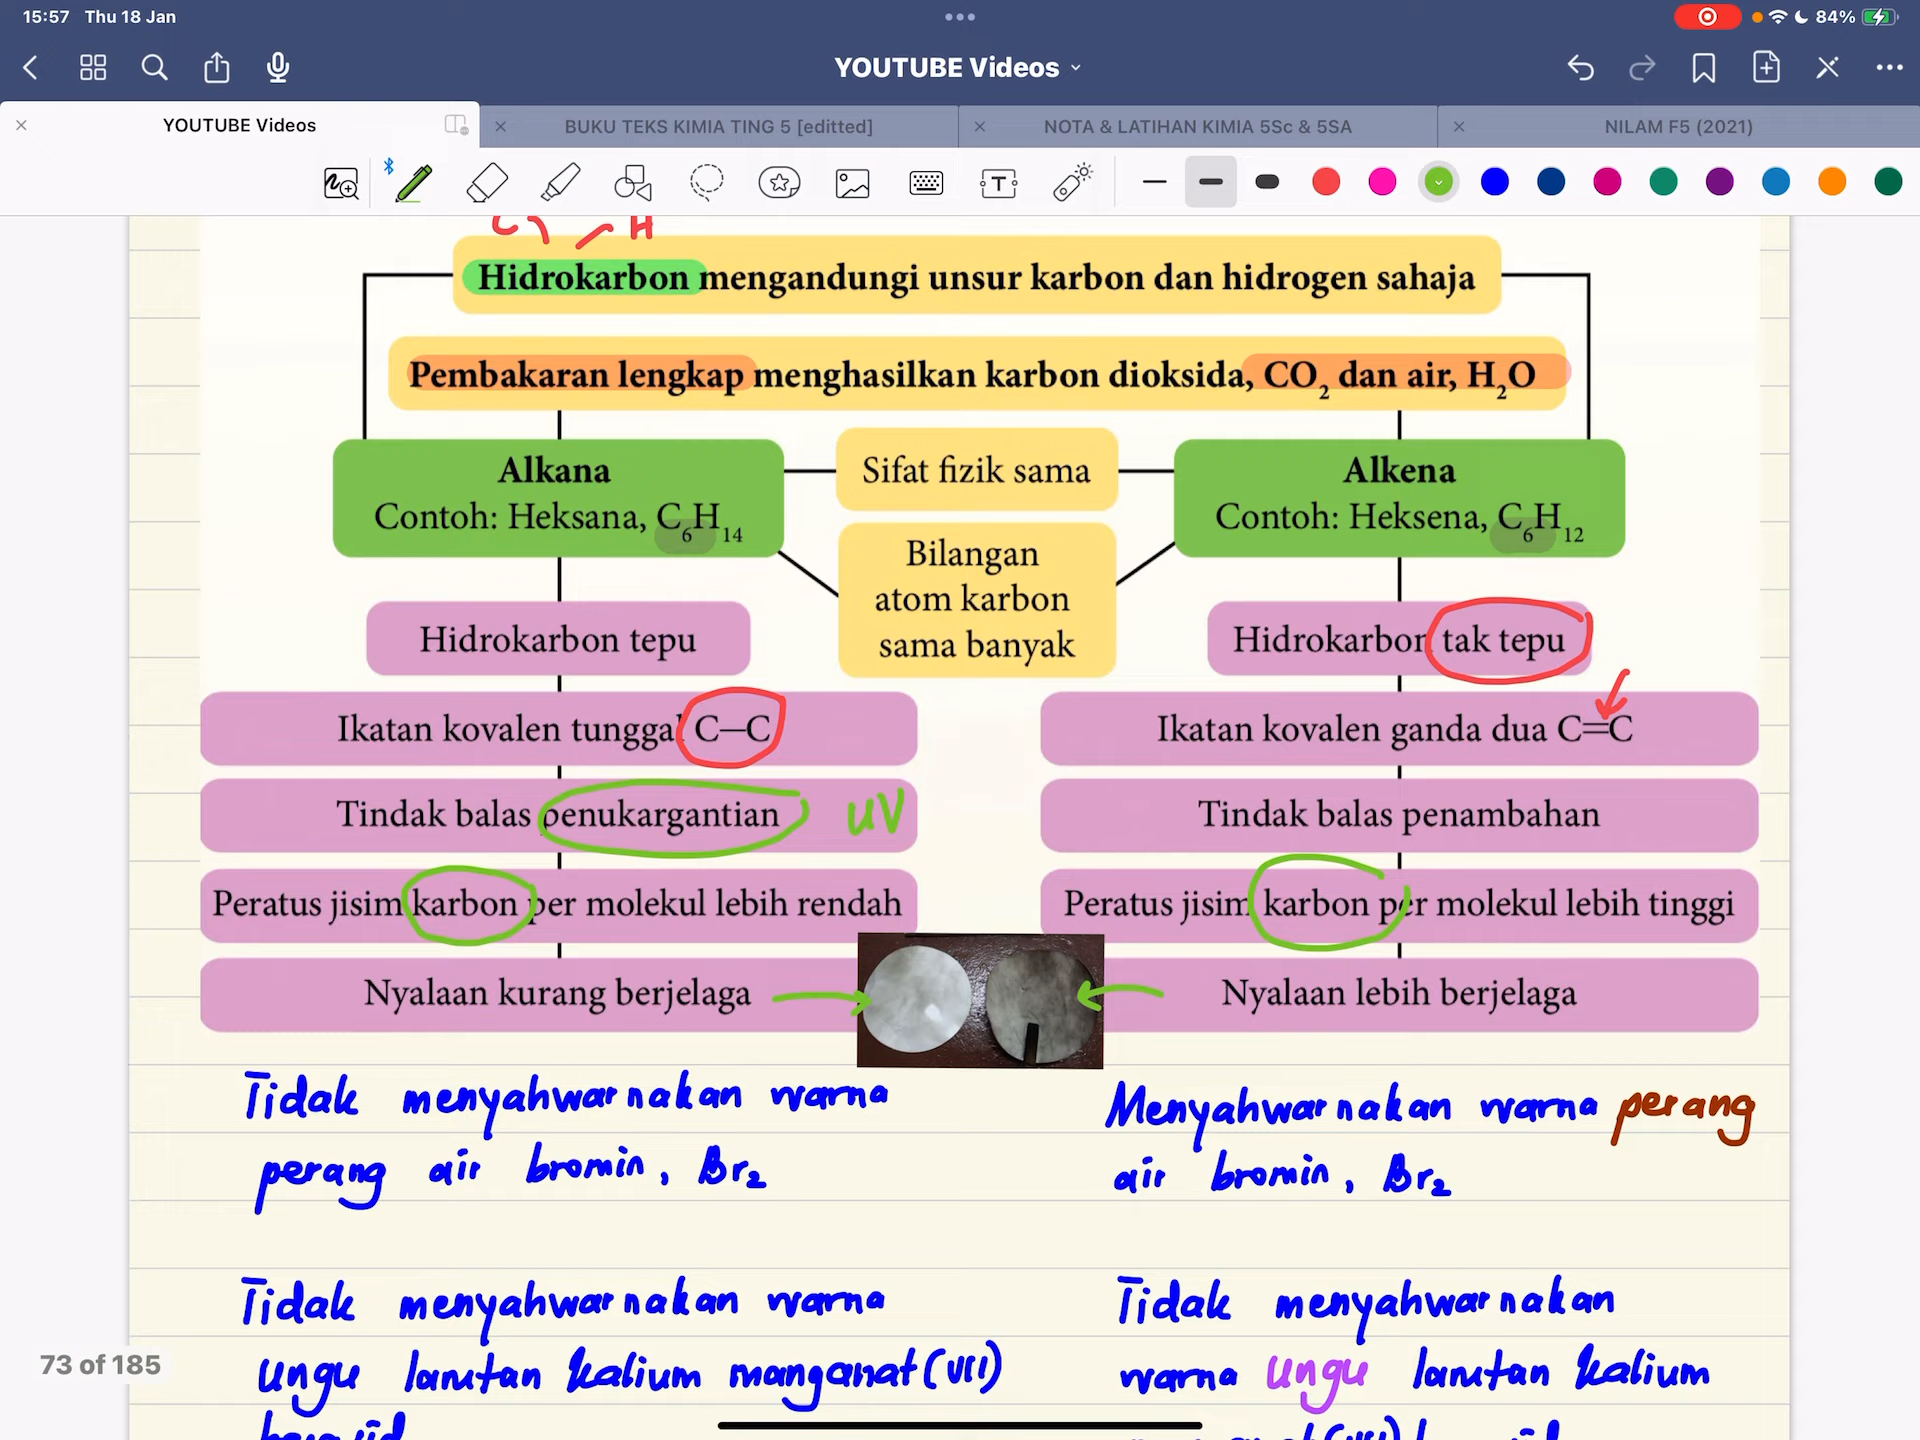 15:57 Thu 18 Jan
84%
YOUTUBE Videos
YOUTUBE Videos
BUKU TEKS KIMIA TING 5 [editted]
NOTA & LATIHAN KIMIA 5Sc & 5SA
NILAM F5 (2021)
H
Hidrokarbon mengandungi unsur karbon dan hidrogen sahaja
Pembakaran lengkap menghasilkan karbon dioksida, CO₂ dan air, H₂O
Alkana
Contoh: Heksana, C₆H₁₄
Sifat fizik sama
Alkena
Contoh: Heksena, C₆H₁₂
Bilangan
atom karbon
sama banyak
Hidrokarbon tepu
Hidrokarbon tak tepu
Ikatan kovalen tunggal C—C
Ikatan kovalen ganda dua C=C
Tindak balas penukargantian UV
Tindak balas penambahan
Peratus jisim karbon per molekul lebih rendah
Peratus jisim karbon per molekul lebih tinggi
Nyalaan kurang berjelaga
Nyalaan lebih berjelaga
Tidak menyahwarnakan warna
perang air bromin, Br₂
Menyahwarnakan warna perang
air bromin, Br₂
Tidak menyahwarnakan warna
ungu larutan kalium manganat(VII)
Tidak menyahwarnakan
warna ungu larutan kalium
73 of 185